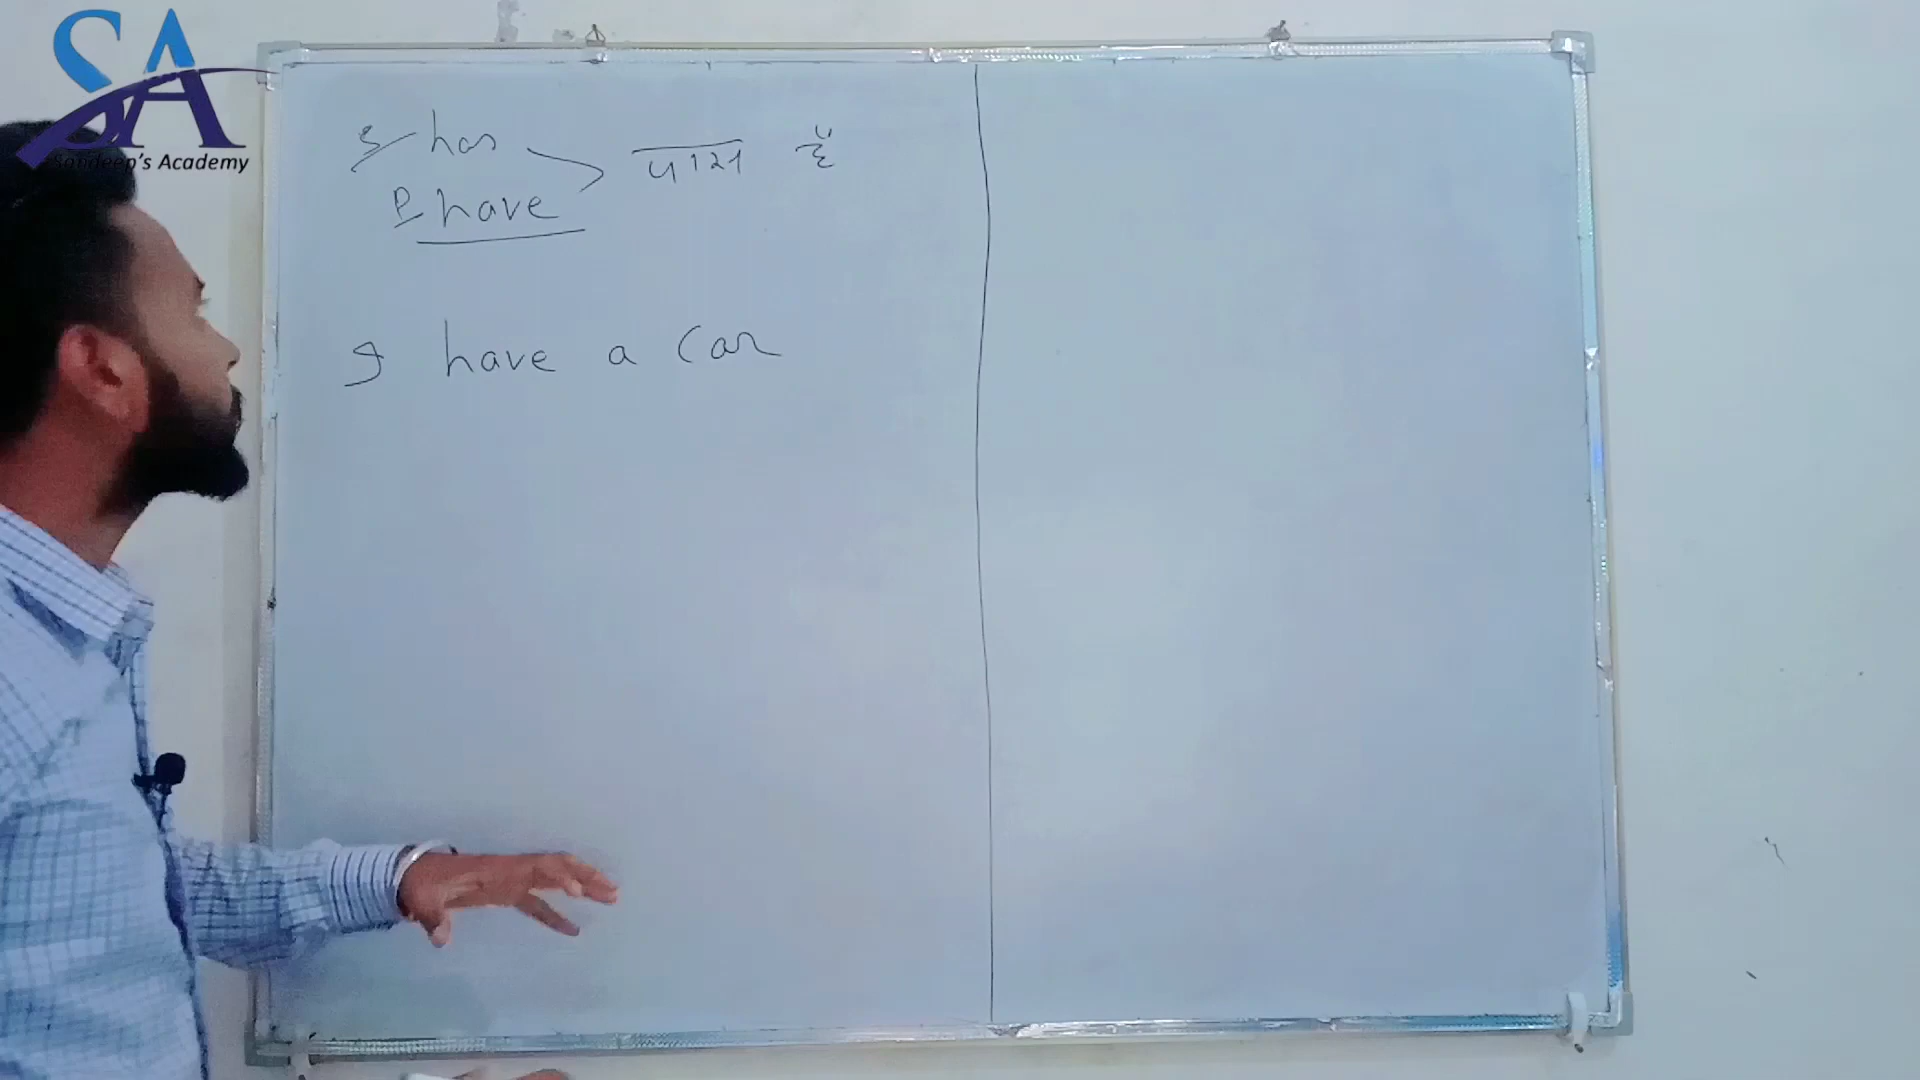 SA
Sandeep's Academy
S has
P have
पास हैं
I have a car